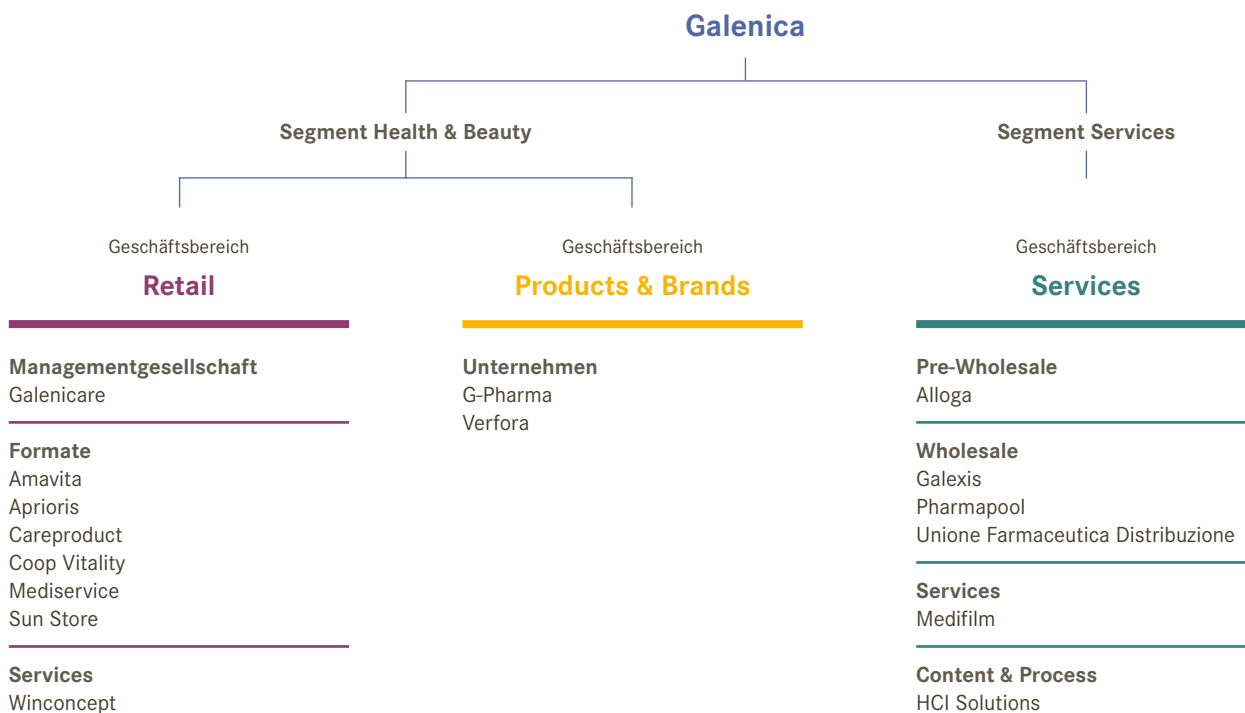 Galenica
Segment Health & Beauty
Segment Services
Geschäftsbereich
Retail
Managementgesellschaft
Galenicare
Formate
Amavita
Aprioris
Careproduct
Coop Vitality
Mediservice
Sun Store
Services
Winconcept
Geschäftsbereich
Products & Brands
Unternehmen
G-Pharma
Verfora
Geschäftsbereich
Services
Pre-Wholesale
Alloga
Wholesale
Galexis
Pharmapool
Unione Farmaceutica Distribuzione
Services
Medifilm
Content & Process
HCI Solutions